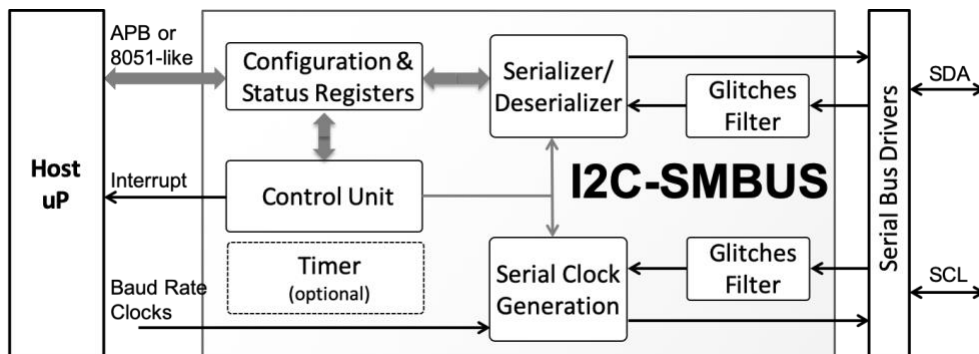 APB or
8051-like
Configuration &
Status Registers
Serializer/
Deserializer
Glitches
Filter
SDA
Host
uP
Interrupt
Control Unit
I2C-SMBUS
Serial Bus Drivers
Timer
(optional)
Serial Clock
Generation
Glitches
Filter
SCL
Baud Rate
Clocks